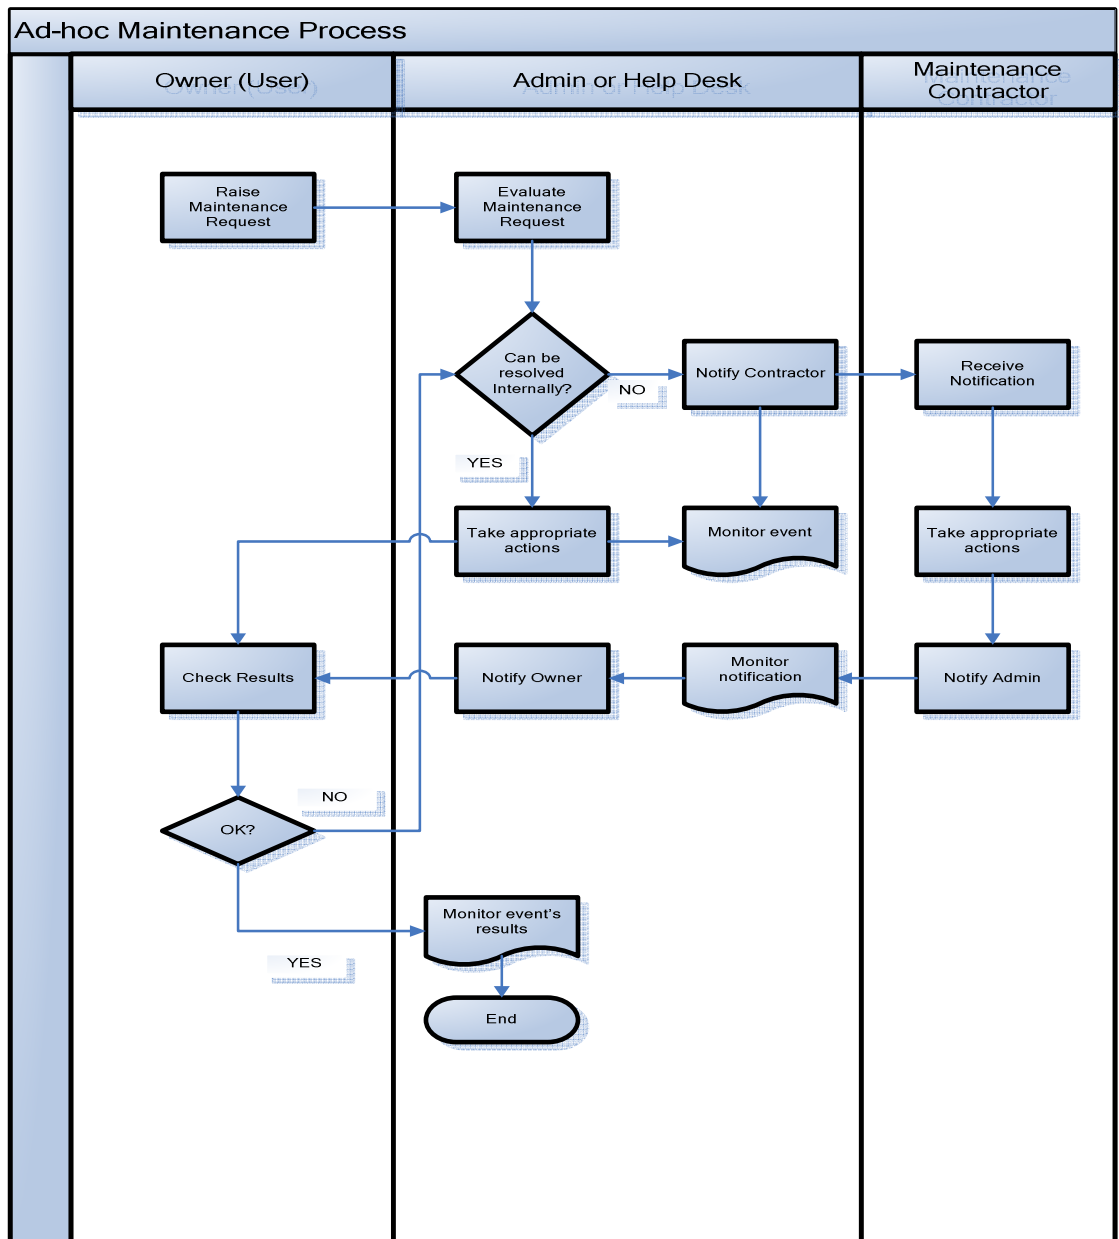 Ad-hoc Maintenance Process
Owner (User)
Admin or Help Desk
Maintenance
Contractor
Raise
Maintenance
Request
Evaluate
Maintenance
Request
Can be
resolved
Internally?
NO
Notify Contractor
Receive
Notification
YES
Take appropriate
actions
Monitor event
Take appropriate
actions
Check Results
Notify Owner
Monitor
notification
Notify Admin
NO
OK?
Monitor event's
results
YES
End